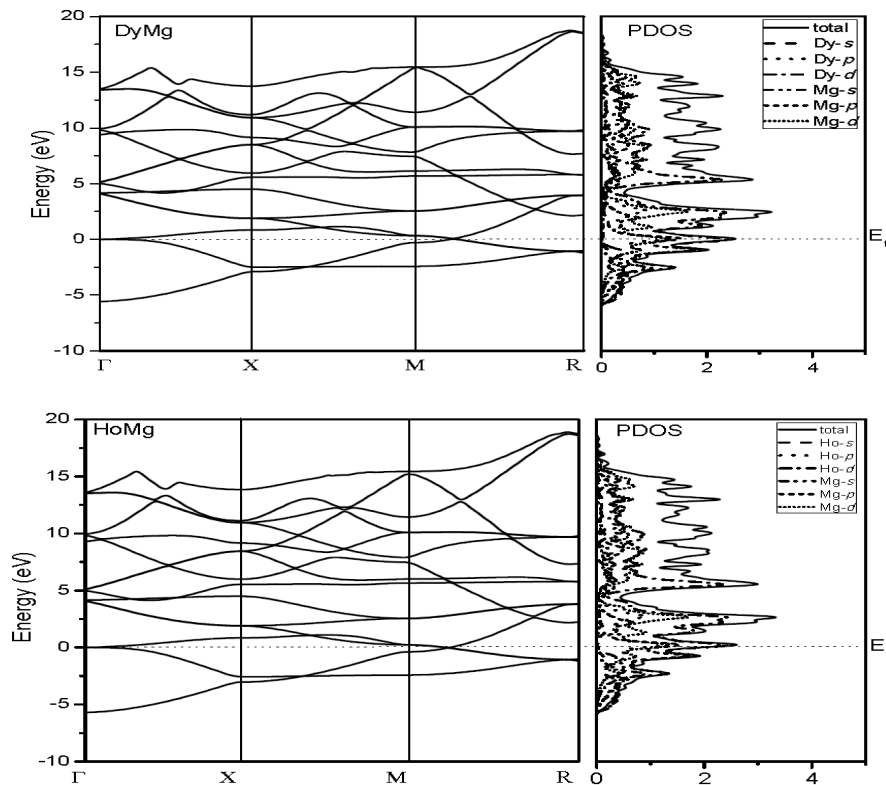 DyMg
PDOS
total
Dy-s
Dy-p
Dy-d
Mg-s
Mg-p
Mg-d
Energy (eV)
20
15
10
5
0
-5
-10
Γ
X
M
R
0
2
4
E
HoMg
PDOS
total
Ho-s
Ho-p
Ho-d
Mg-s
Mg-p
Mg-d
Energy (eV)
20
15
10
5
0
-5
-10
Γ
X
M
R
0
2
4
E